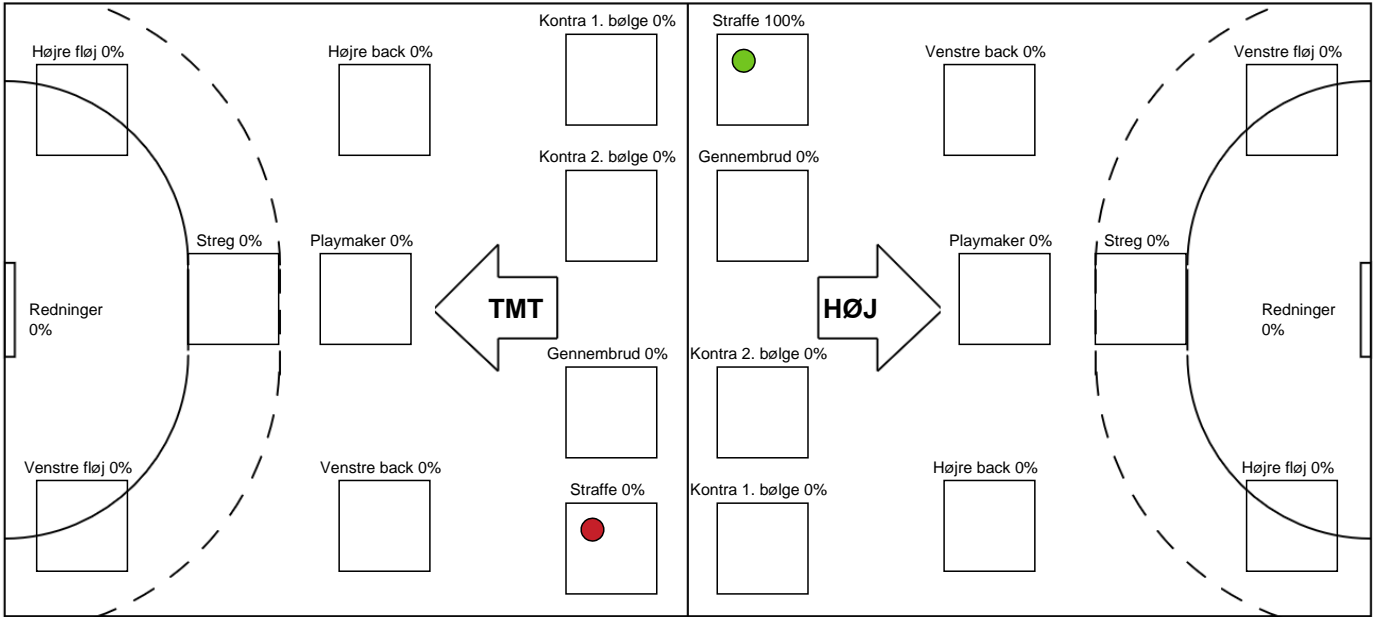 Kontra 1. bølge 0%
Straffe 100%
Højre fløj 0%
Højre back 0%
Venstre back 0%
Venstre fløj 0%
Kontra 2. bølge 0%
Gennembrud 0%
Streg 0%
Playmaker 0%
Playmaker 0%
Streg 0%
Redninger
0%
TMT
HØJ
Redninger
0%
Gennembrud 0%
Kontra 2. bølge 0%
Venstre fløj 0%
Venstre back 0%
Straffe 0%
Kontra 1. bølge 0%
Højre back 0%
Højre fløj 0%